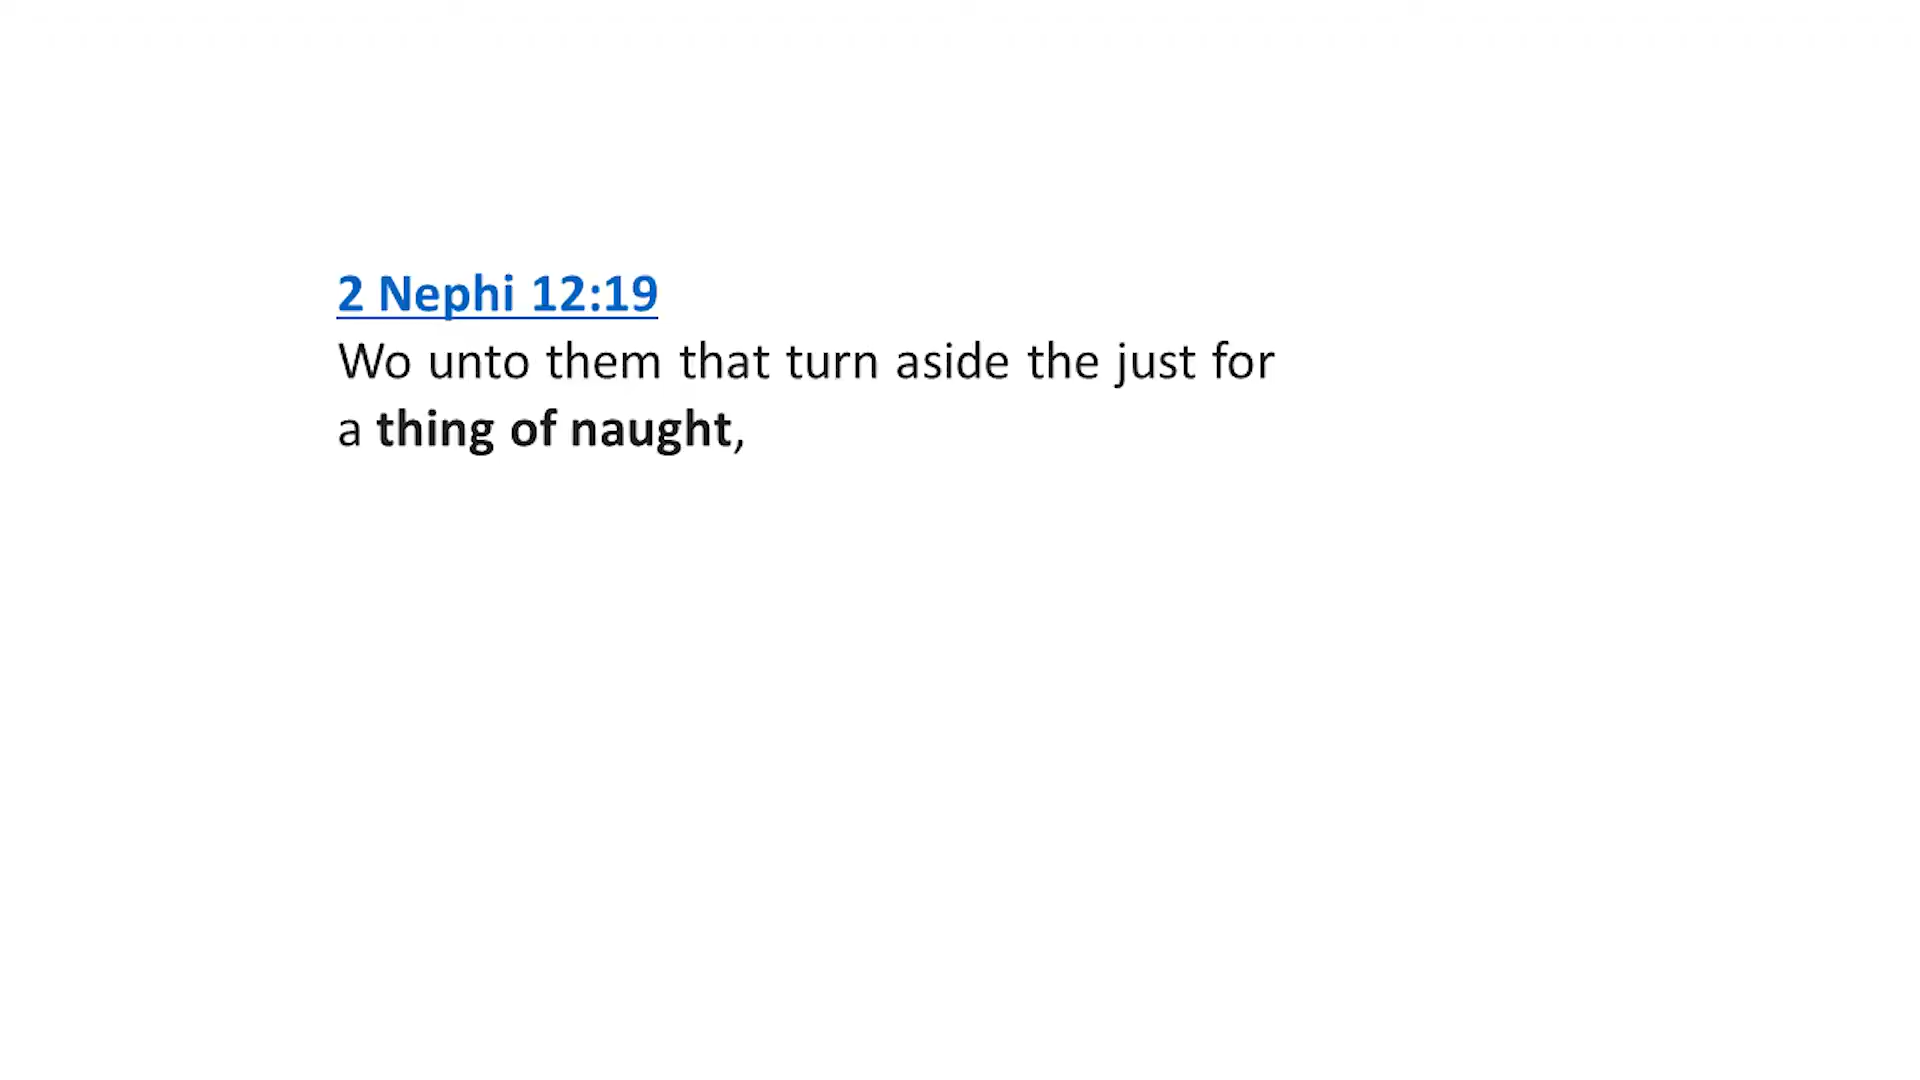 2 Nephi 12:19
Wo unto them that turn aside the just for
a thing of naught,